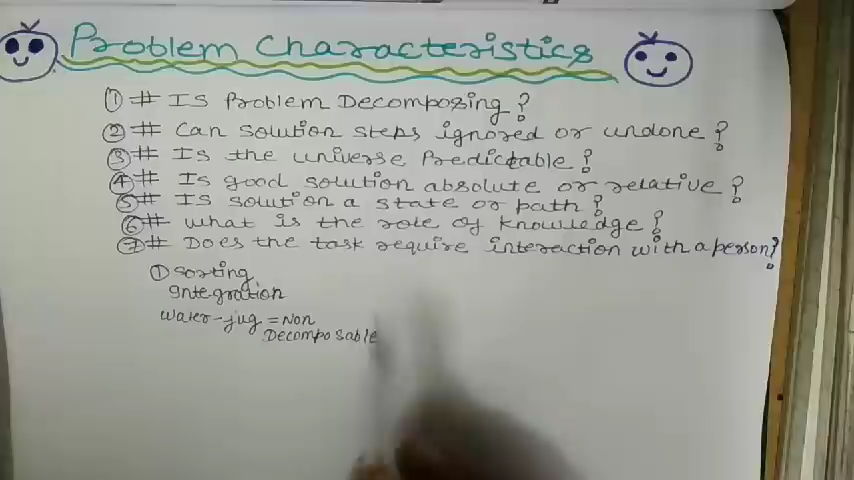 Problem Characteristics
① # Is Problem Decomposing?
② # Can solution steps ignored or undone?
③ # Is the universe Predictable?
④ # Is good solution absolute or relative?
⑤ # Is solution a state or path?
⑥ # What is the role of knowledge?
⑦ # Does the task require interaction with a person?
① sorting
Integration
Water-jug = Non
Decomposable